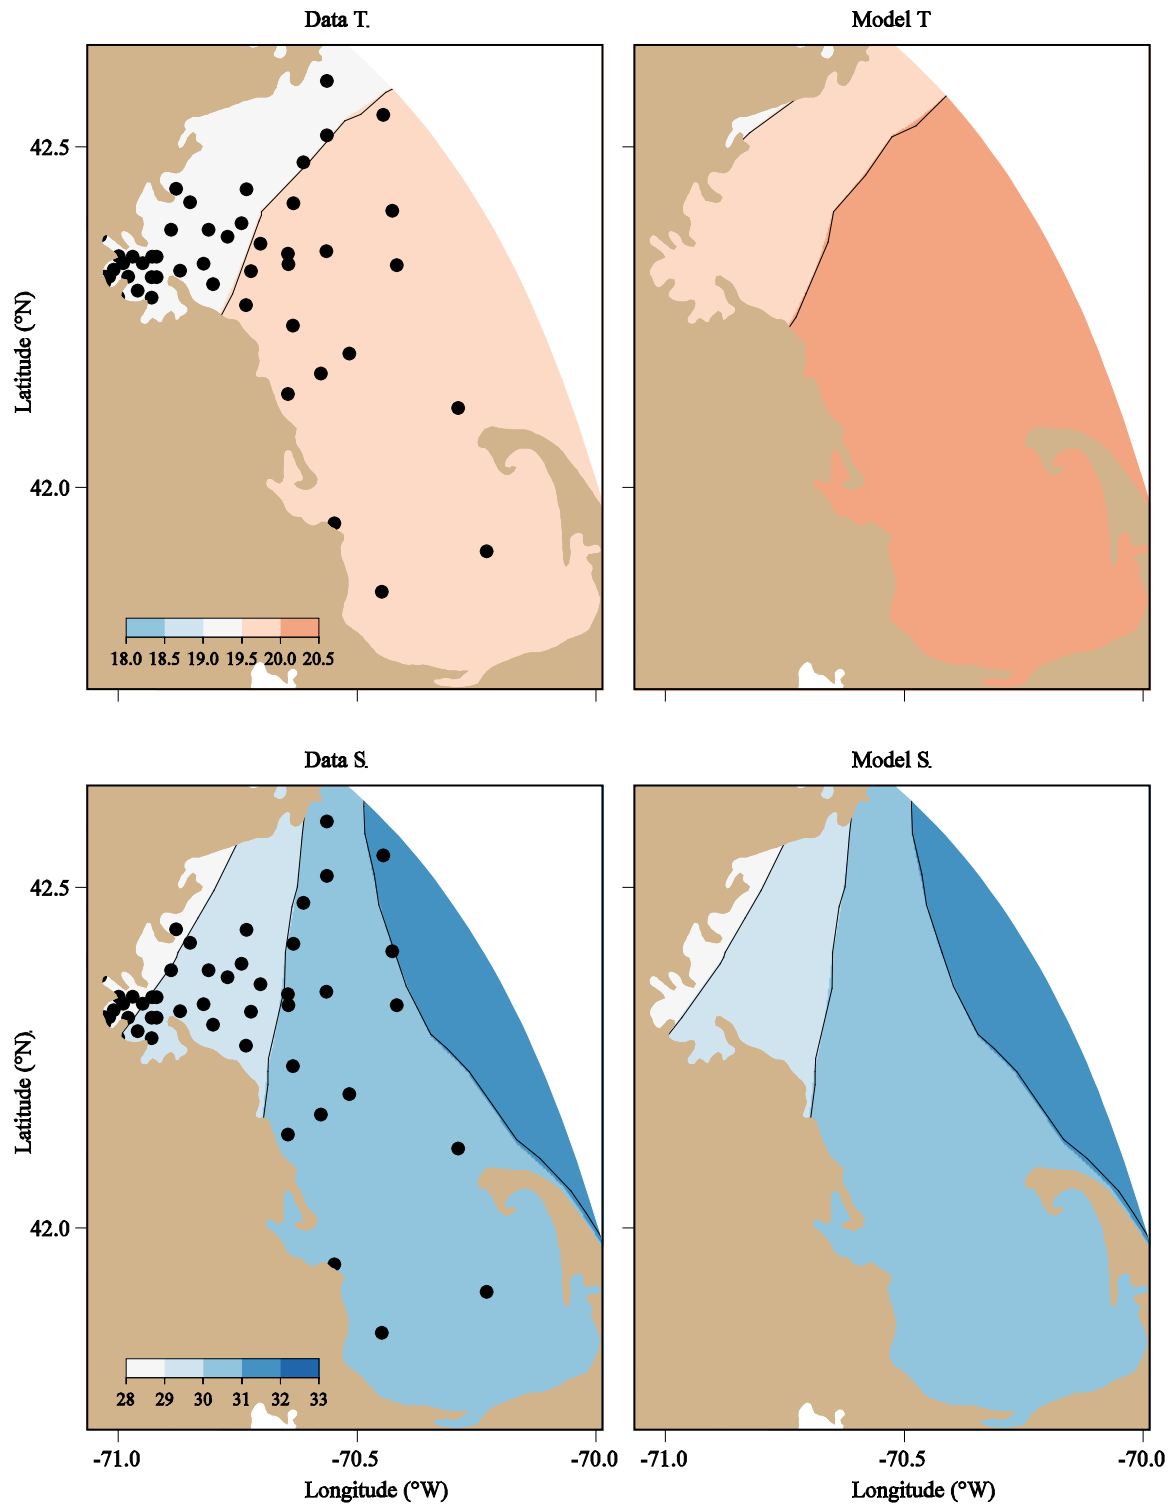 Data T.
Model T
42.5
42.0
Latitude (°N)
18.0 18.5 19.0 19.5 20.0 20.5
Data S.
Model S.
42.5
42.0
Latitude (°N).
28 29 30 31 32 33
-71.0 -70.5 -70.0
-71.0 -70.5 -70.0
Longitude (°W)
Longitude (°W)